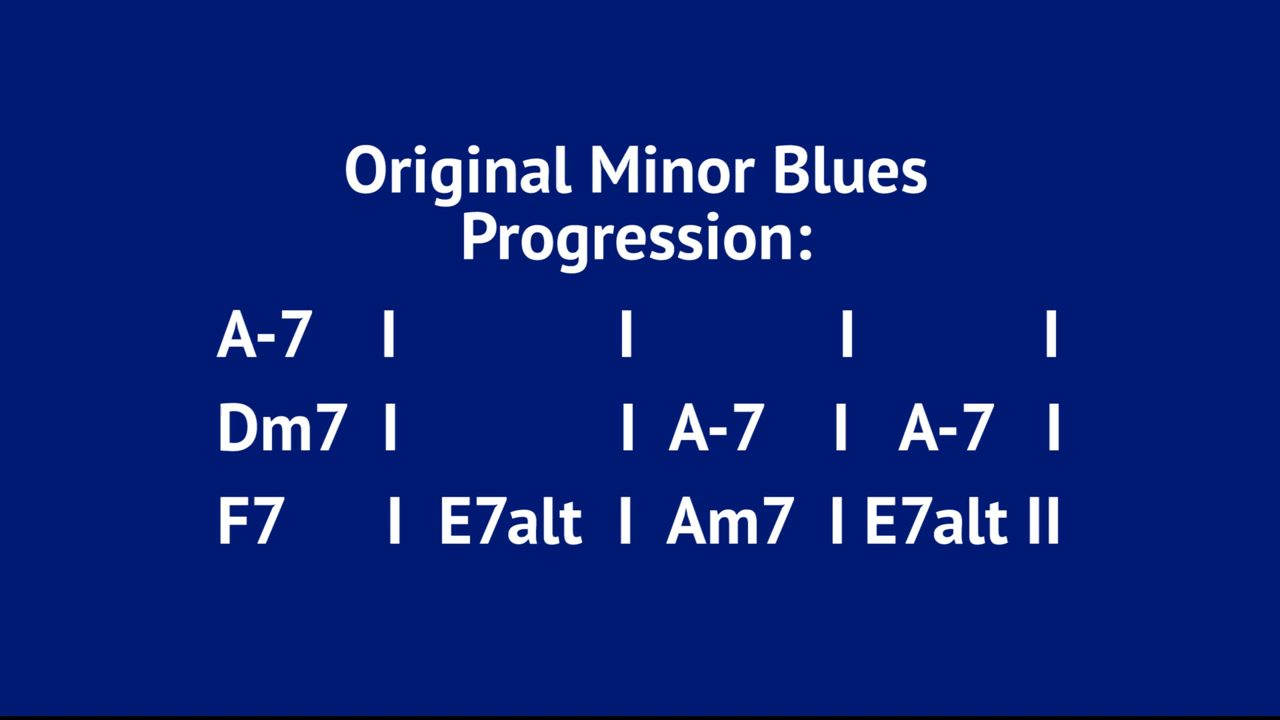 Original Minor Blues
Progression:
A-7 I I I I
Dm7 I I A-7 I A-7 I
F7 I E7alt I Am7 I E7alt II